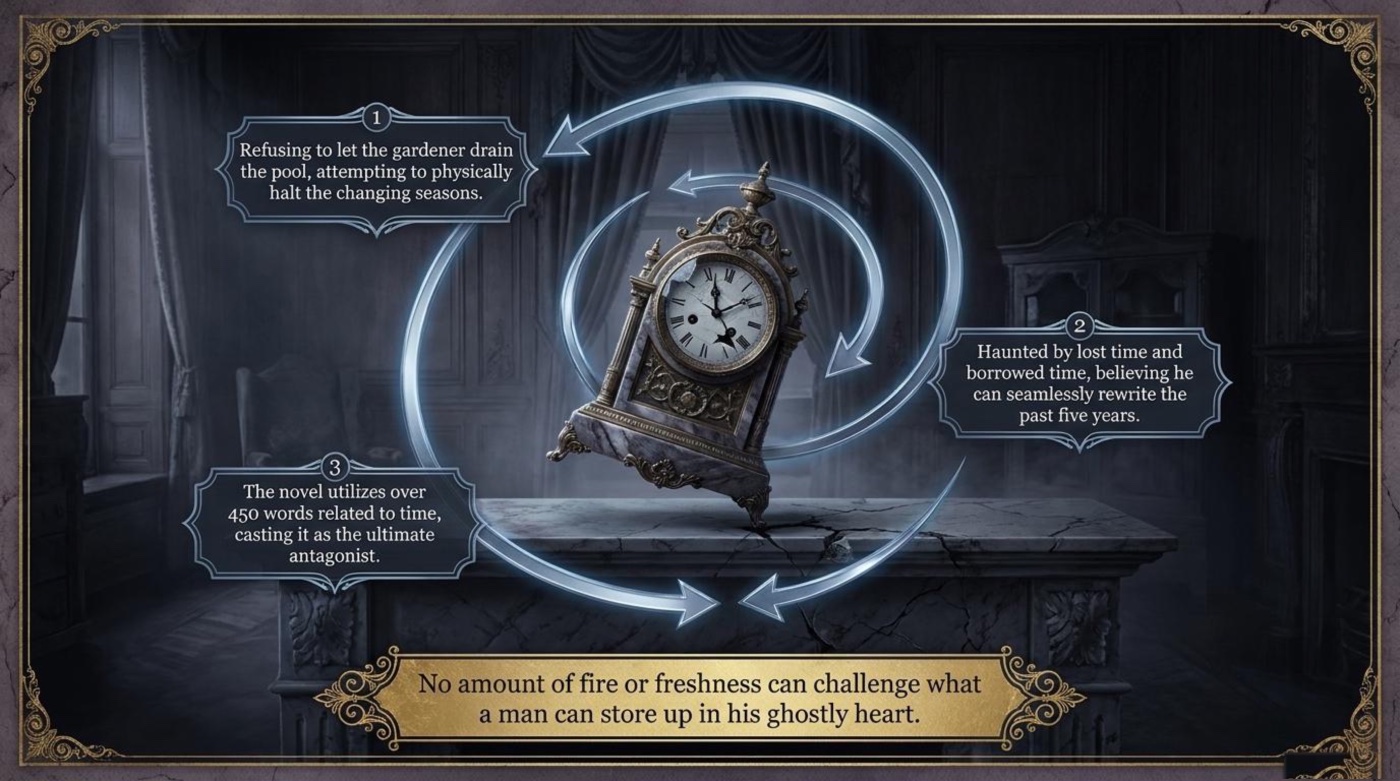 1
Refusing to let the gardener drain
the pool, attempting to physically
halt the changing seasons.
2
Haunted by lost time and
borrowed time, believing he
can seamlessly rewrite the
past five years.
3
The novel utilizes over
450 words related to time,
casting it as the ultimate
antagonist.
No amount of fire or freshness can challenge what
a man can store up in his ghostly heart.